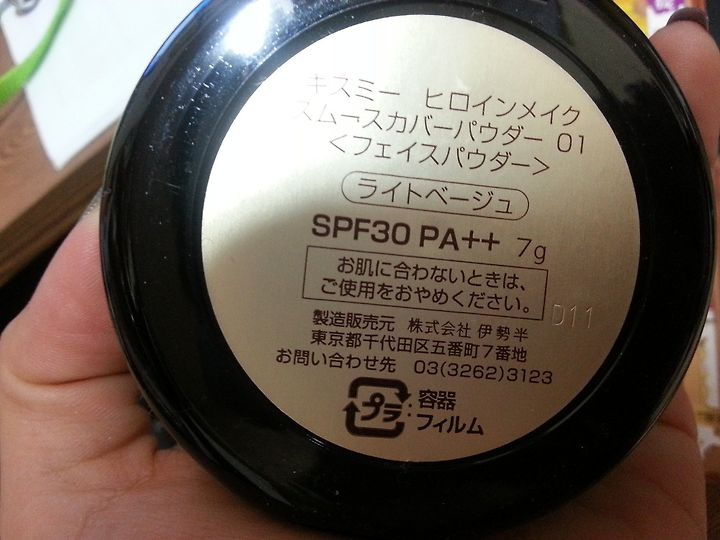 キスミー ヒロインメイク
スムースカバーパウダー 01
<フェイスパウダー>
ライトベージュ
SPF30 PA++ 7g
お肌に合わないときは、
ご使用をおやめください。
D11
製造販売元 株式会社 伊勢半
東京都千代田区五番町7番地
お問い合わせ先 03(3262)3123
プラ :容器
フィルム